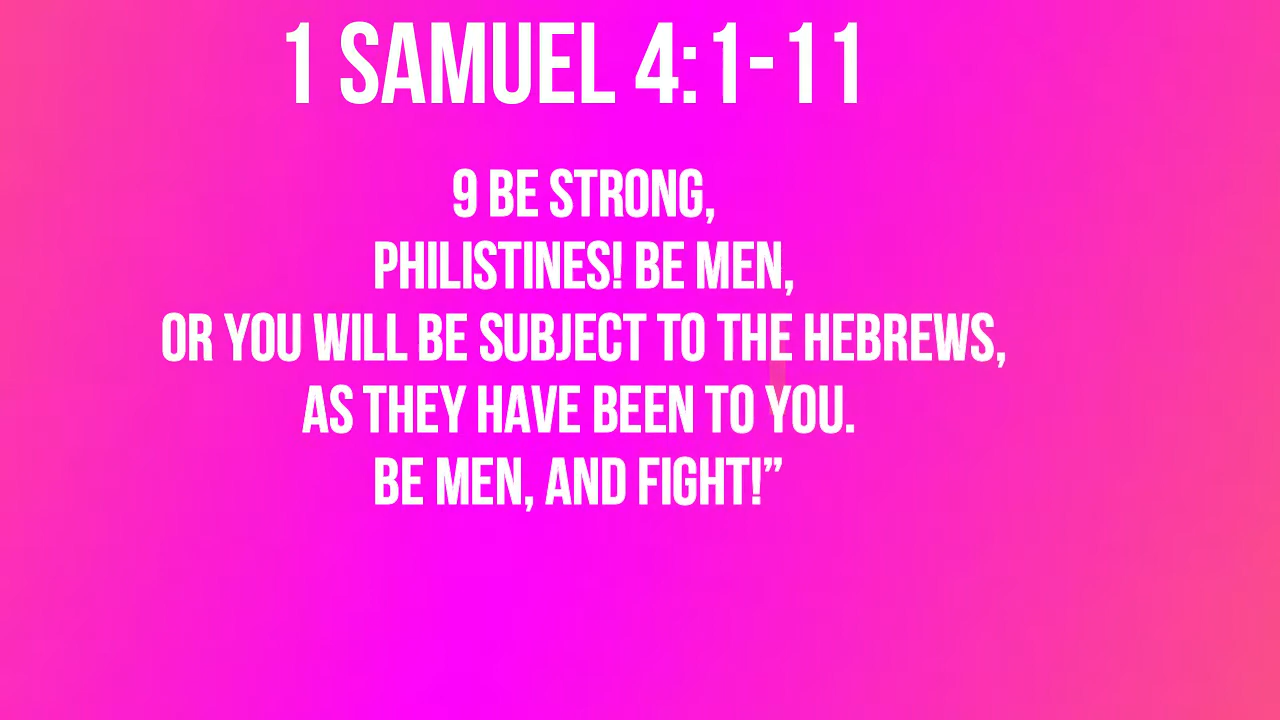 1 SAMUEL 4:1-11
9 BE STRONG,
PHILISTINES! BE MEN,
OR YOU WILL BE SUBJECT TO THE HEBREWS,
AS THEY HAVE BEEN TO YOU.
BE MEN, AND FIGHT!”